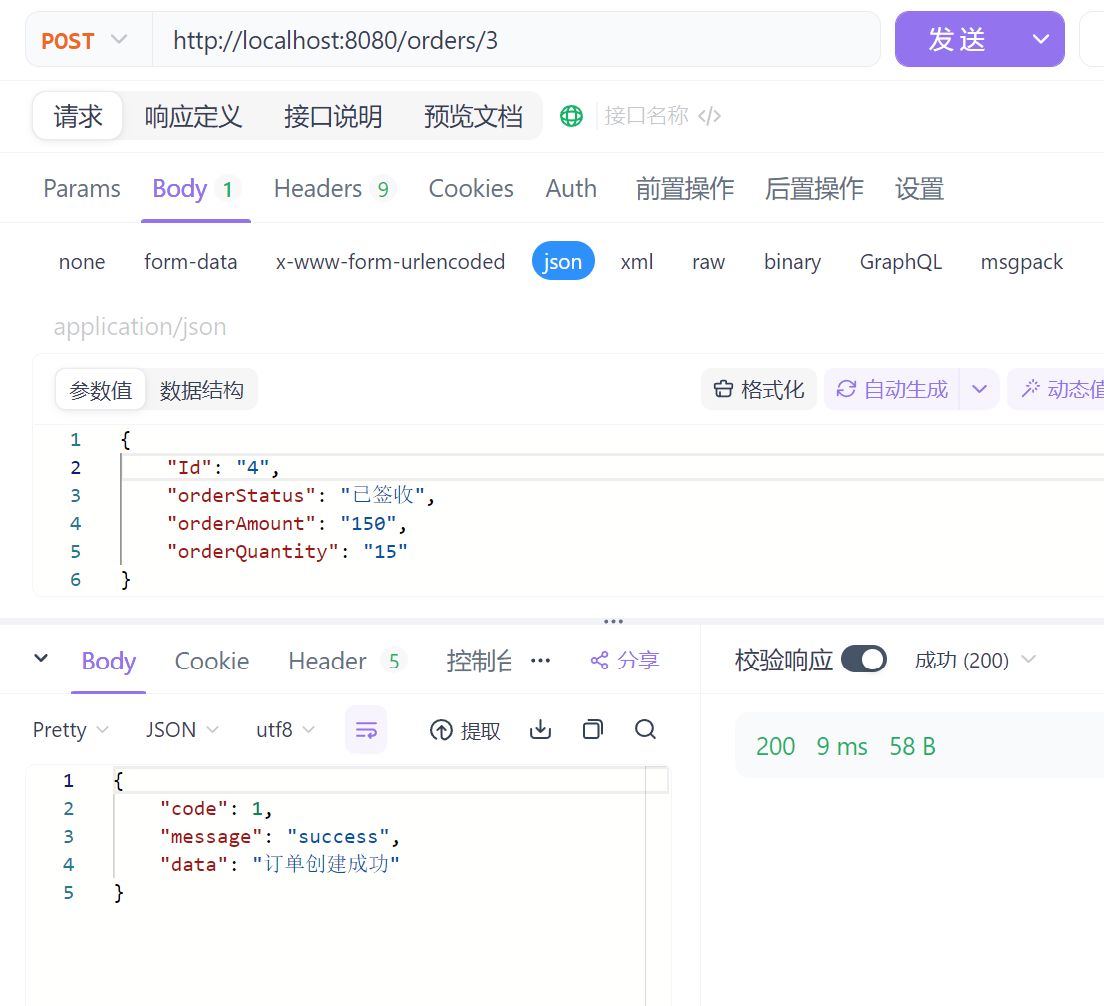 POST http://localhost:8080/orders/3 发送
请求 响应定义 接口说明 预览文档 接口名称 </>
Params Body 1 Headers 9 Cookies Auth 前置操作 后置操作 设置
none form-data x-www-form-urlencoded json xml raw binary GraphQL msgpack
application/json
参数值 数据结构 格式化 自动生成 动态值
1 {
2 "Id": "4",
3 "orderStatus": "已签收",
4 "orderAmount": "150",
5 "orderQuantity": "15"
6 }
Body Cookie Header 5 控制台 ••• 分享 校验响应 成功 (200)
Pretty JSON utf8 提取
200 9 ms 58 B
1 {
2 "code": 1,
3 "message": "success",
4 "data": "订单创建成功"
5 }